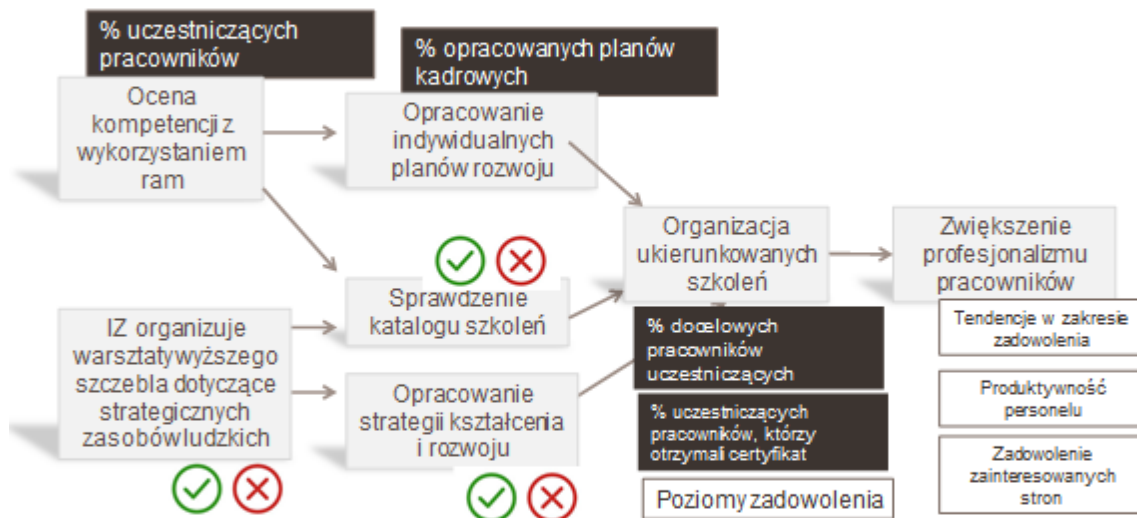 % uczestniczących
pracowników
% opracowanych planów
kadrowych
Ocena
kompetencji z
wykorzystaniem
ram
Opracowanie
indywidualnych
planów rozwoju
Organizacja
ukierunkowanych
szkoleń
Zwiększenie
profesjonalizmu
pracowników
Sprawdzenie
katalogu szkoleń
IZ organizuje
warsztatywyższego
szczebla dotyczące
strategicznych
zasobówludzkich
Opracowanie
strategii kształcenia
i rozwoju
% docelowych
pracowników
uczestniczących
% uczestniczących
pracowników, którzy
otrzymali certyfikat
Poziomy zadowolenia
Tendencje w zakresie
zadowolenia
Produktywność
personelu
Zadowolenie
zainteresowanych
stron